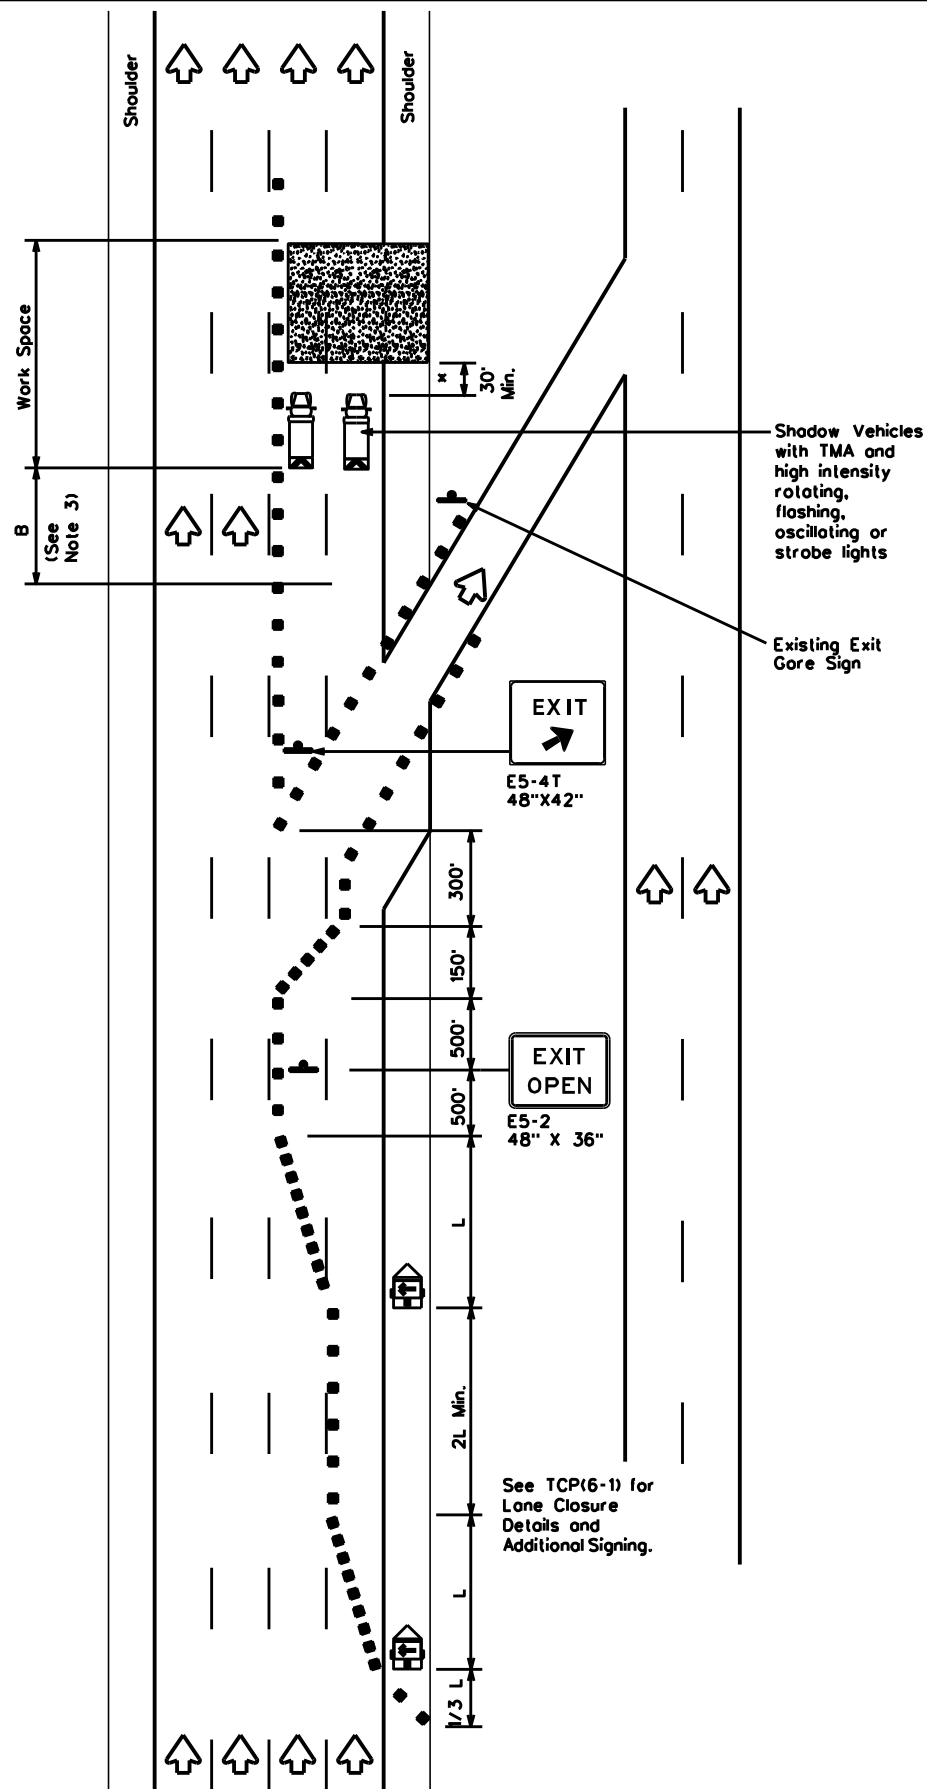 Shoulder
Shoulder
Work Space
x
30'
Min.
Shadow Vehicles
with TMA and
high intensity
rotating,
flashing,
oscillating or
strobe lights
B
(See
Note 3)
Existing Exit
Gore Sign
EXIT
E5-4T
48"X42"
300'
150'
500'
EXIT
OPEN
500'
E5-2
48" X 36"
L
2L Min.
See TCP(6-1) for
Lane Closure
Details and
Additional Signing.
L
1/3 L